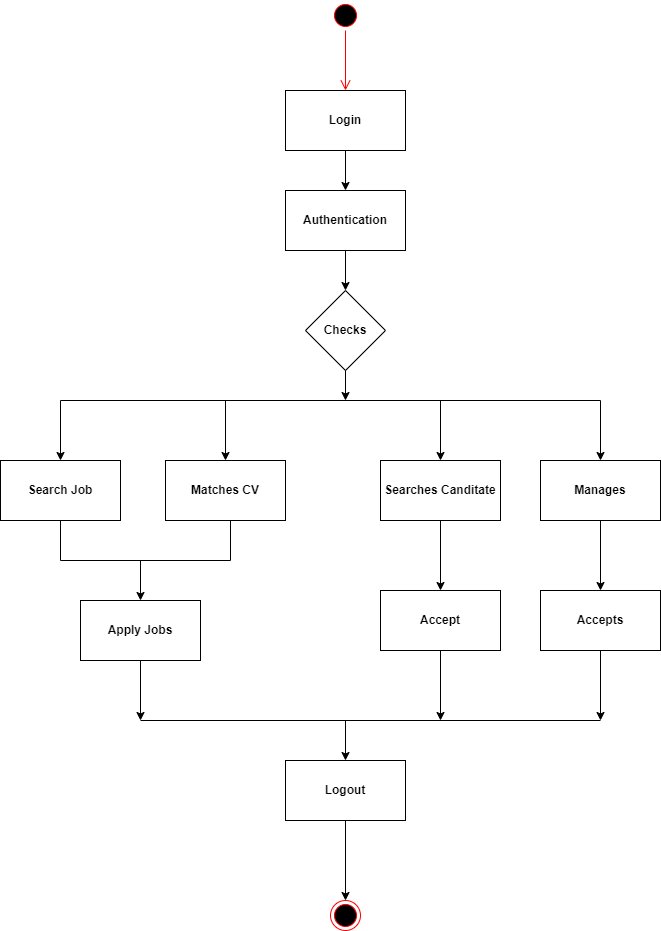 Login
Authentication
Checks
Search Job
Matches CV
Searches Canditate
Manages
Apply Jobs
Accept
Accepts
Logout